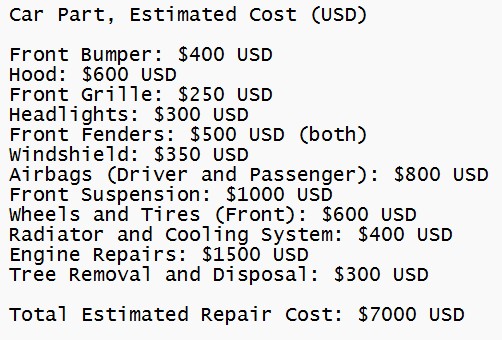 Car Part, Estimated Cost (USD)
Front Bumper: $400 USD
Hood: $600 USD
Front Grille: $250 USD
Headlights: $300 USD
Front Fenders: $500 USD (both)
Windshield: $350 USD
Airbags (Driver and Passenger): $800 USD
Front Suspension: $1000 USD
Wheels and Tires (Front): $600 USD
Radiator and Cooling System: $400 USD
Engine Repairs: $1500 USD
Tree Removal and Disposal: $300 USD
Total Estimated Repair Cost: $7000 USD